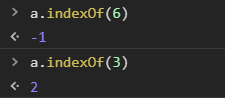 > a.indexOf(6)
<· -1
> a.indexOf(3)
<· 2